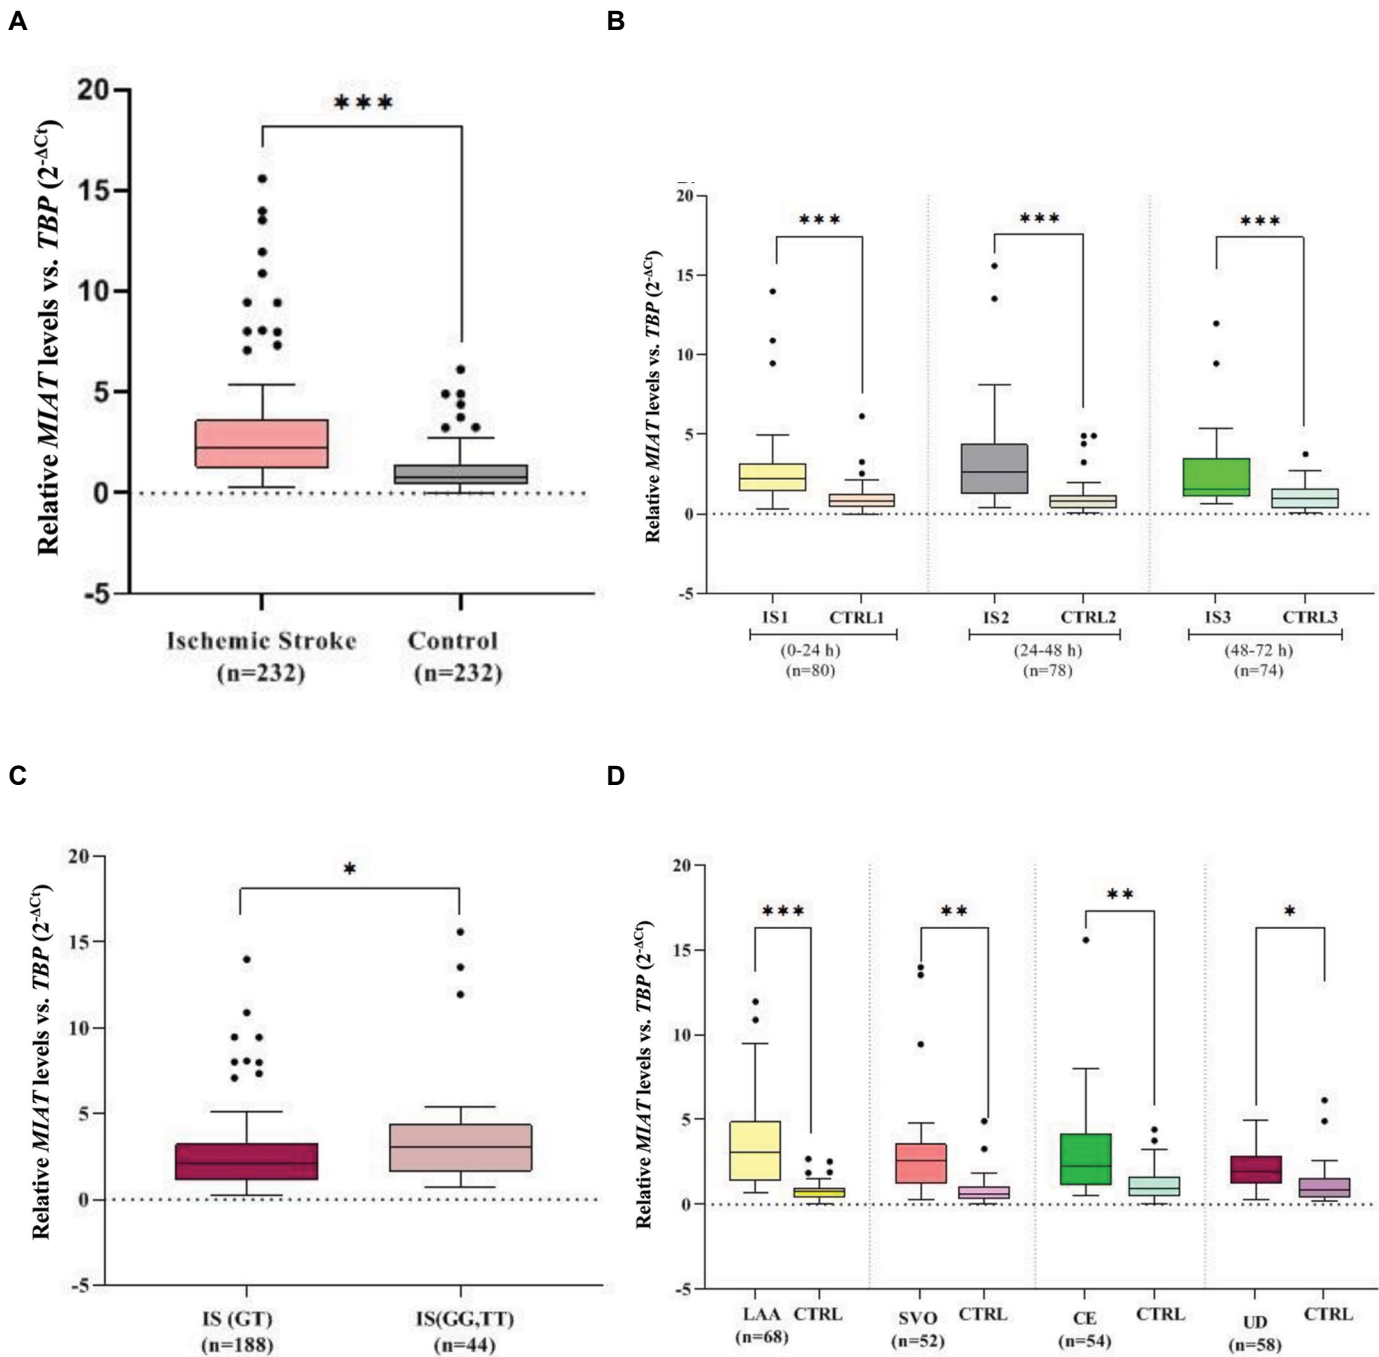 A
Relative MIAT levels vs. TBP (2^-ΔCt)
20
15
10
5
0
-5
***
Ischemic Stroke
(n=232)
Control
(n=232)
B
Relative MIAT levels vs. TBP (2^-ΔCt)
20
15
10
5
0
-5
***
***
***
IS1 CTRL1
(0-24 h)
(n=80)
IS2 CTRL2
(24-48 h)
(n=78)
IS3 CTRL3
(48-72 h)
(n=74)
C
Relative MIAT levels vs. TBP (2^-ΔCt)
20
15
10
5
0
-5
*
IS (GT)
(n=188)
IS(GG,TT)
(n=44)
D
Relative MIAT levels vs. TBP (2^-ΔCt)
20
15
10
5
0
-5
***
**
**
*
LAA CTRL
(n=68)
SVO CTRL
(n=52)
CE CTRL
(n=54)
UD CTRL
(n=58)